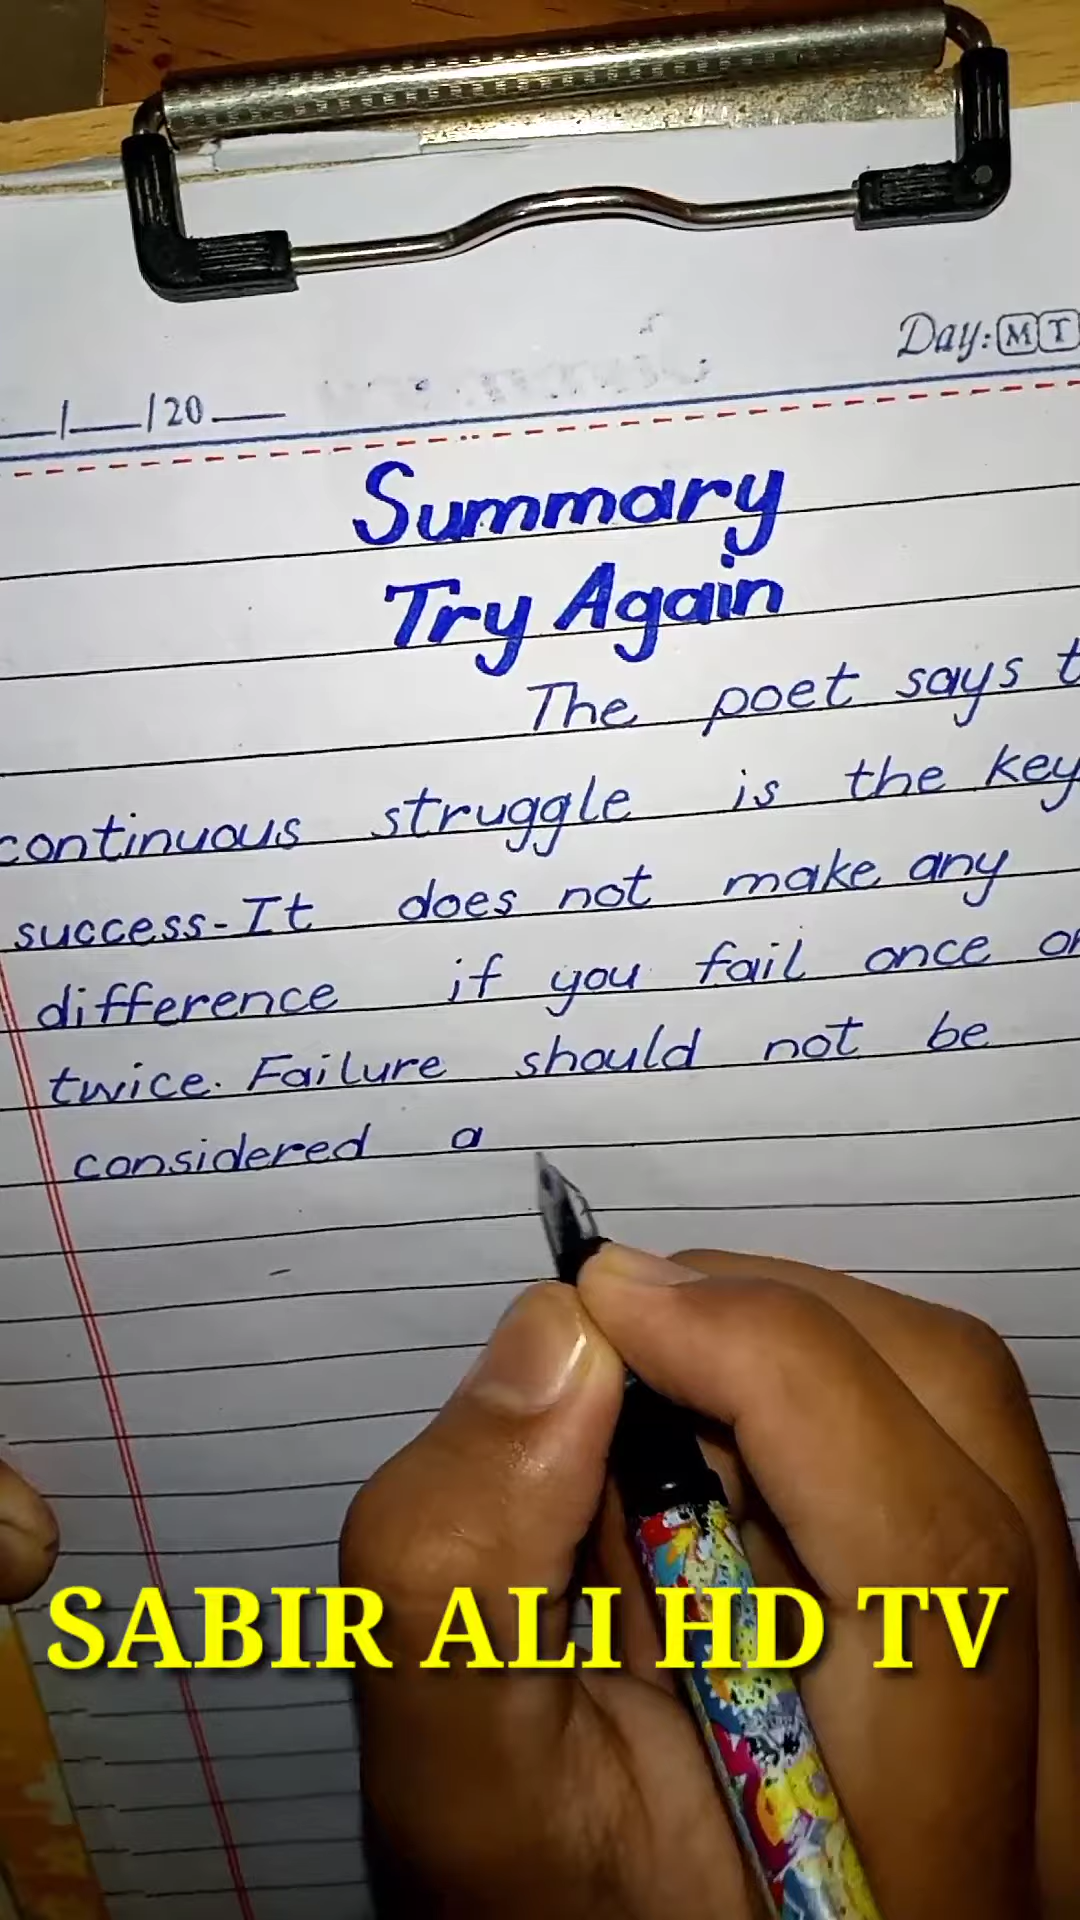 Day: M T
/ /20
Summary
Try Again
The poet says
continuous struggle is the key
success-It does not make any
difference if you fail once
twice. Failure should not be
considered a
SABIR ALI HD TV